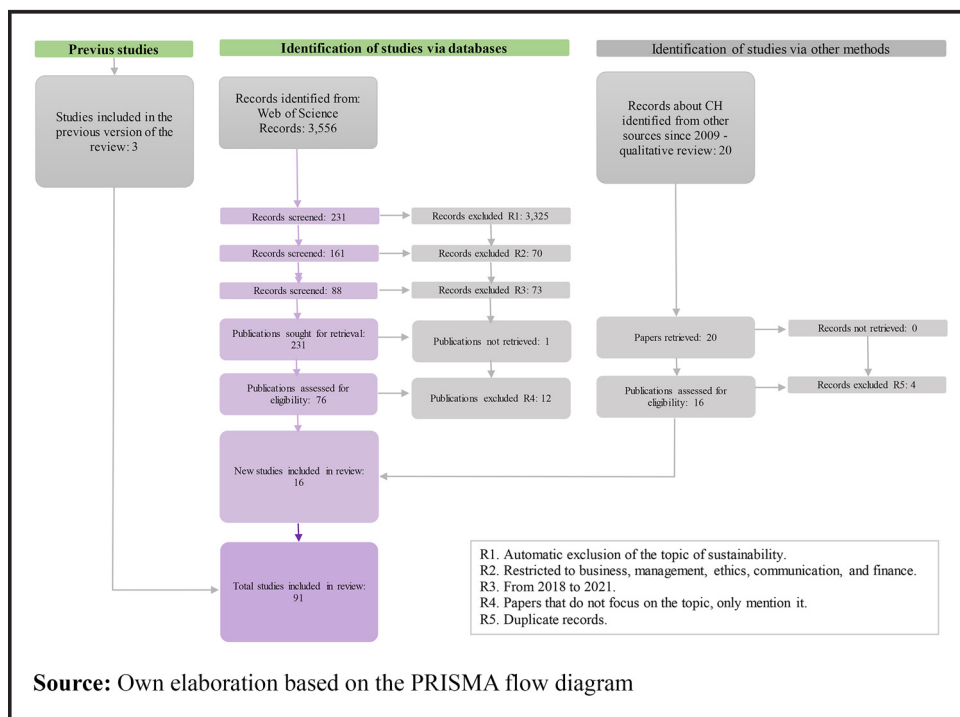 Previus studies
Studies included in the
previous version of the
review: 3
Identification of studies via databases
Records identified from:
Web of Science
Records: 3,556
Records screened: 231
Records excluded R1: 3,325
Records screened: 161
Records excluded R2: 70
Records screened: 88
Records excluded R3: 73
Publications sought for retrieval:
231
Publications not retrieved: 1
Publications assessed for
eligibility: 76
Publications excluded R4: 12
New studies included in review:
16
Total studies included in review:
91
Identification of studies via other methods
Records about CH
identified from other
sources since 2009 -
qualitative review: 20
Papers retrieved: 20
Records not retrieved: 0
Publications assessed for
eligibility: 16
Records excluded R5: 4
R1. Automatic exclusion of the topic of sustainability.
R2. Restricted to business, management, ethics, communication, and finance.
R3. From 2018 to 2021.
R4. Papers that do not focus on the topic, only mention it.
R5. Duplicate records.
Source: Own elaboration based on the PRISMA flow diagram